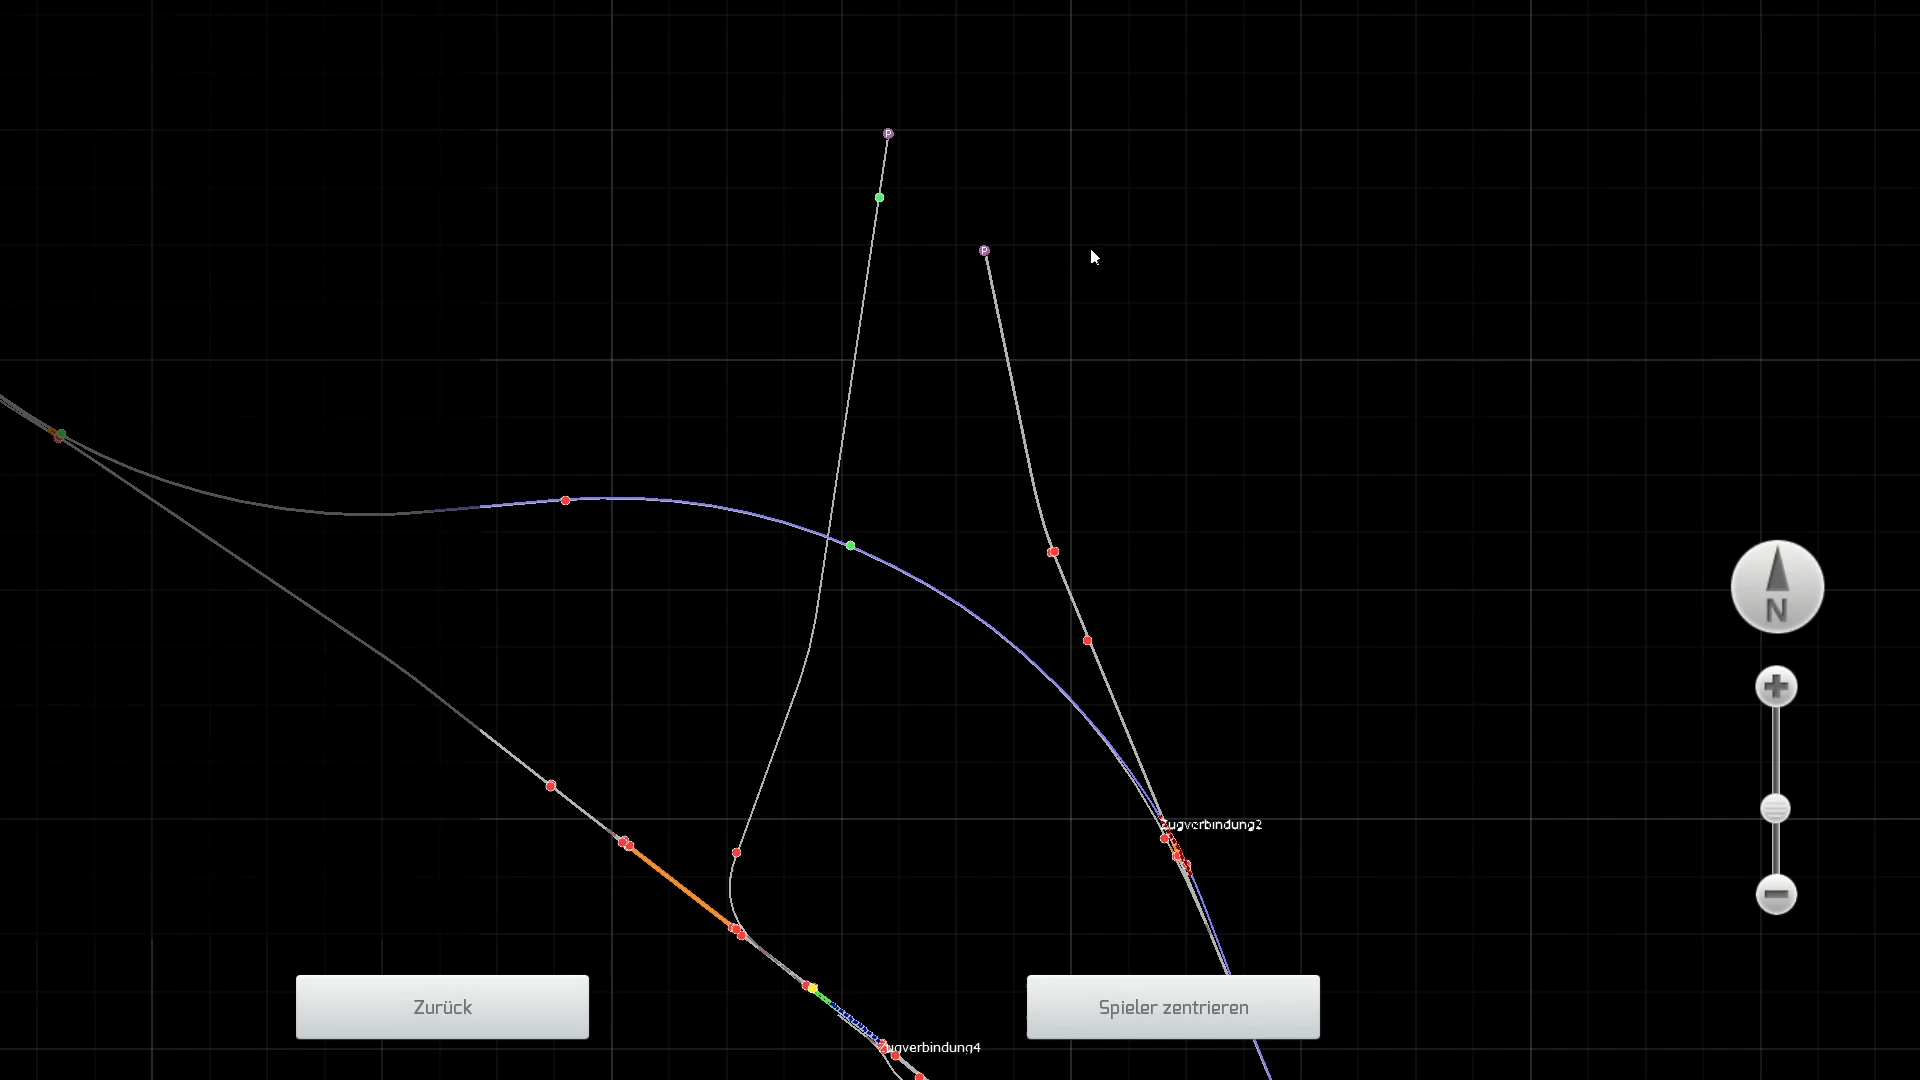 P
P
N
Zugverbindung2
Zurück
Spieler zentrieren
Zugverbindung4